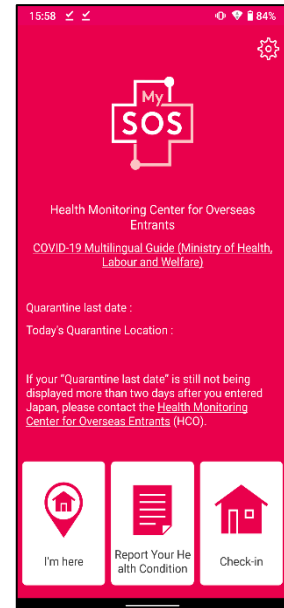 15:58 84%
My
SOS
Health Monitoring Center for Overseas
Entrants
COVID-19 Multilingual Guide (Ministry of Health,
Labour and Welfare)
Quarantine last date :
Today's Quarantine Location :
If your "Quarantine last date" is still not being
displayed more than two days after you entered
Japan, please contact the Health Monitoring
Center for Overseas Entrants (HCO).
I'm here
Report Your He
alth Condition
Check-in